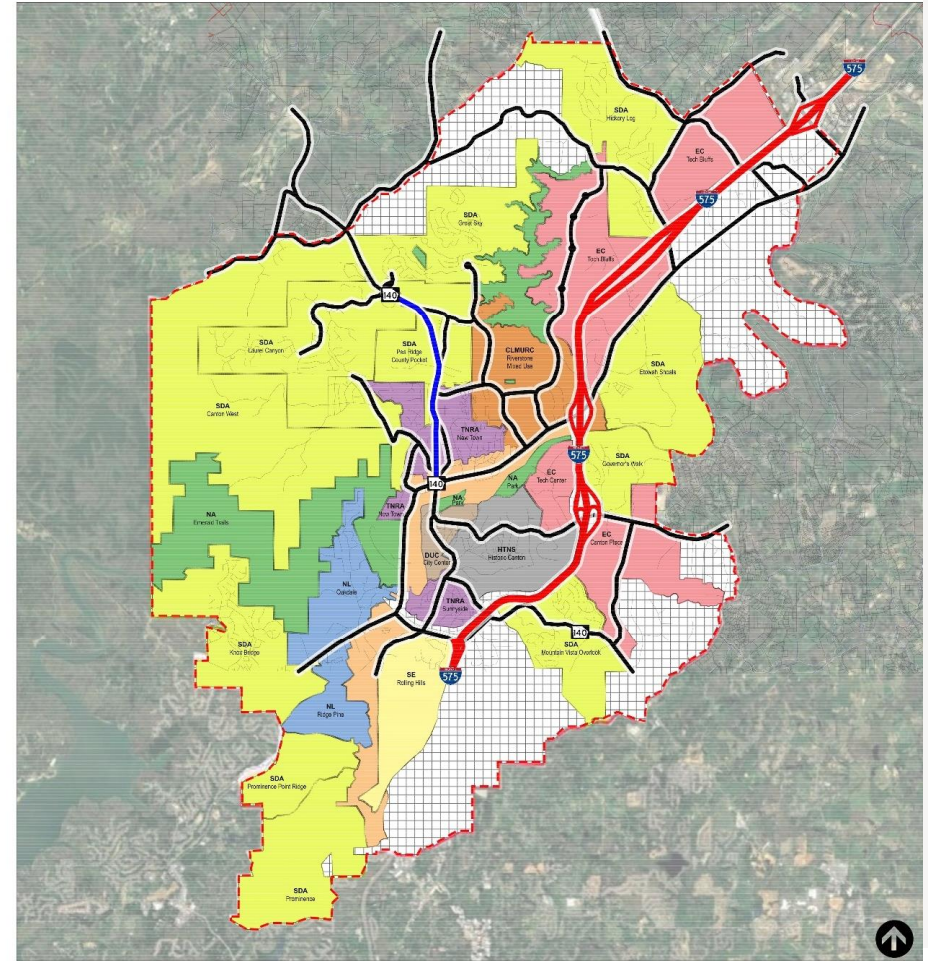 575
SDA
Hickory Log
EC
Tech Bluffs
575
SDA
Great Sky
EC
Tech Bluffs
140
SDA
Laurel Canyon
SDA
Pea Ridge
County Pocket
CLMURC
Riverstone
Mixed Use
SDA
Etowah Shoals
SDA
Canton West
TNRA
New Town
575
SDA
Governor's Walk
EC
Tech Center
NA
Park
140
NA
Park
TNRA
New Town
NA
Emerald Trails
EC
Canton Place
HTNS
Historic Canton
DUC
City Center
NL
Oakdale
TNRA
Sunnyside
140
SDA
Mountain Vista Overlook
SDA
Knox Bridge
SE
Rolling Hills
575
NL
Ridge Pine
SDA
Prominence Point Ridge
SDA
Prominence